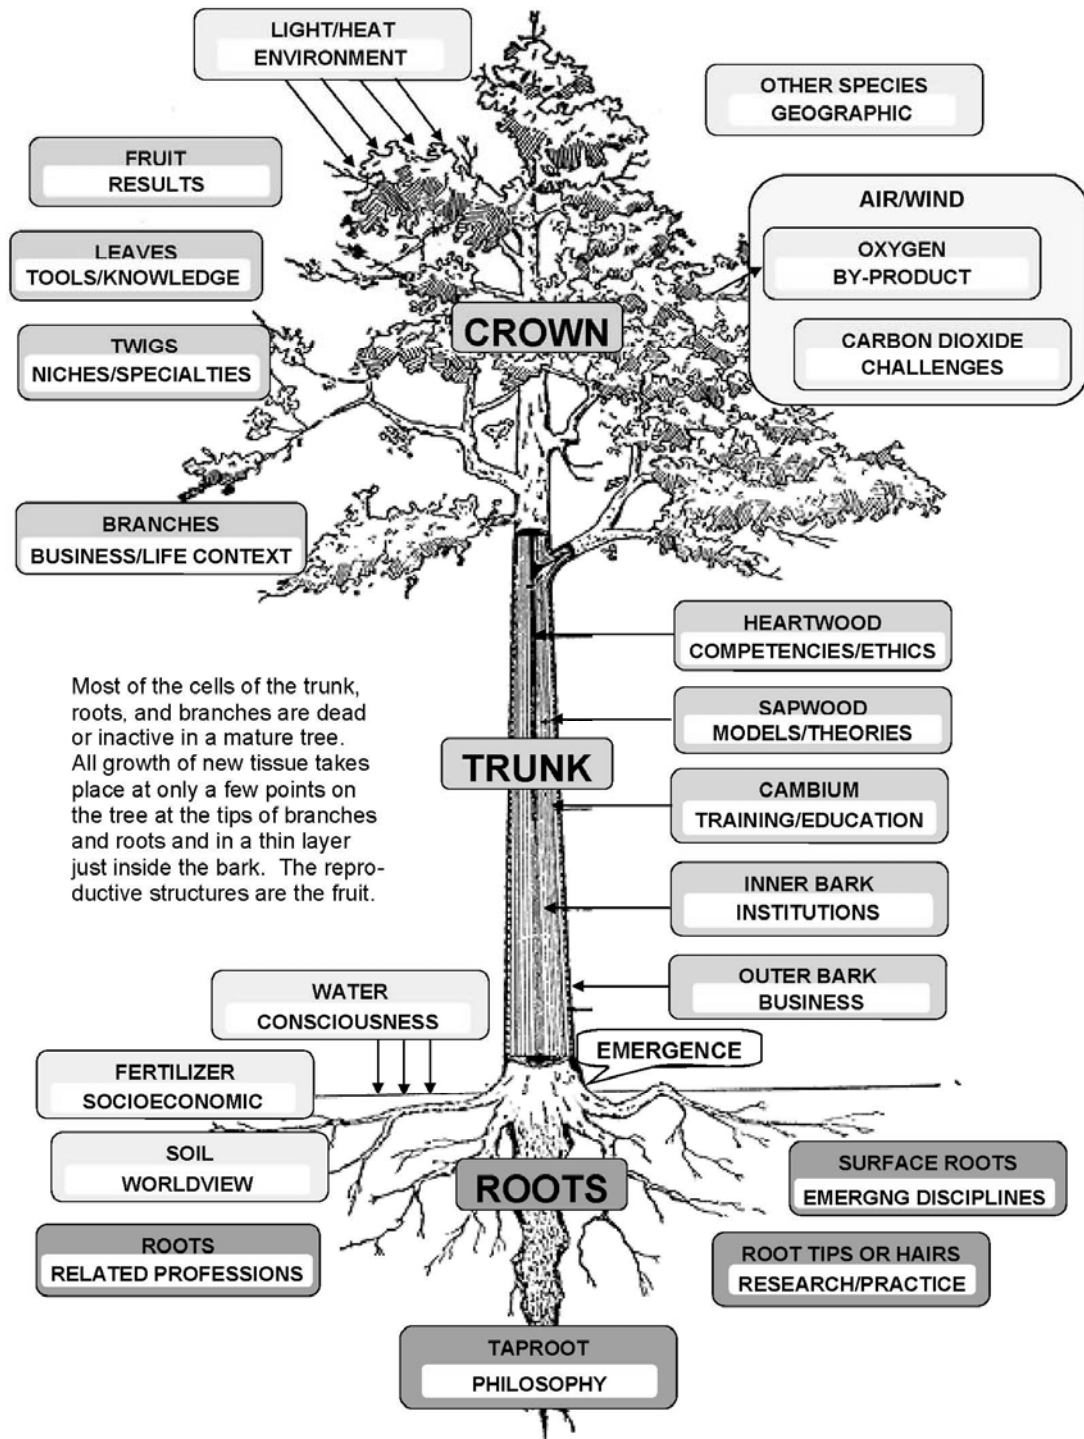 LIGHT/HEAT
ENVIRONMENT
OTHER SPECIES
GEOGRAPHIC
FRUIT
RESULTS
AIR/WIND
OXYGEN
BY-PRODUCT
CARBON DIOXIDE
CHALLENGES
LEAVES
TOOLS/KNOWLEDGE
TWIGS
NICHES/SPECIALTIES
CROWN
BRANCHES
BUSINESS/LIFE CONTEXT
HEARTWOOD
COMPETENCIES/ETHICS
SAPWOOD
MODELS/THEORIES
TRUNK
CAMBIUM
TRAINING/EDUCATION
INNER BARK
INSTITUTIONS
OUTER BARK
BUSINESS
Most of the cells of the trunk,
roots, and branches are dead
or inactive in a mature tree.
All growth of new tissue takes
place at only a few points on
the tree at the tips of branches
and roots and in a thin layer
just inside the bark. The repro-
ductive structures are the fruit.
WATER
CONSCIOUSNESS
EMERGENCE
FERTILIZER
SOCIOECONOMIC
SOIL
WORLDVIEW
ROOTS
SURFACE ROOTS
EMERGNG DISCIPLINES
ROOTS
RELATED PROFESSIONS
ROOT TIPS OR HAIRS
RESEARCH/PRACTICE
TAPROOT
PHILOSOPHY